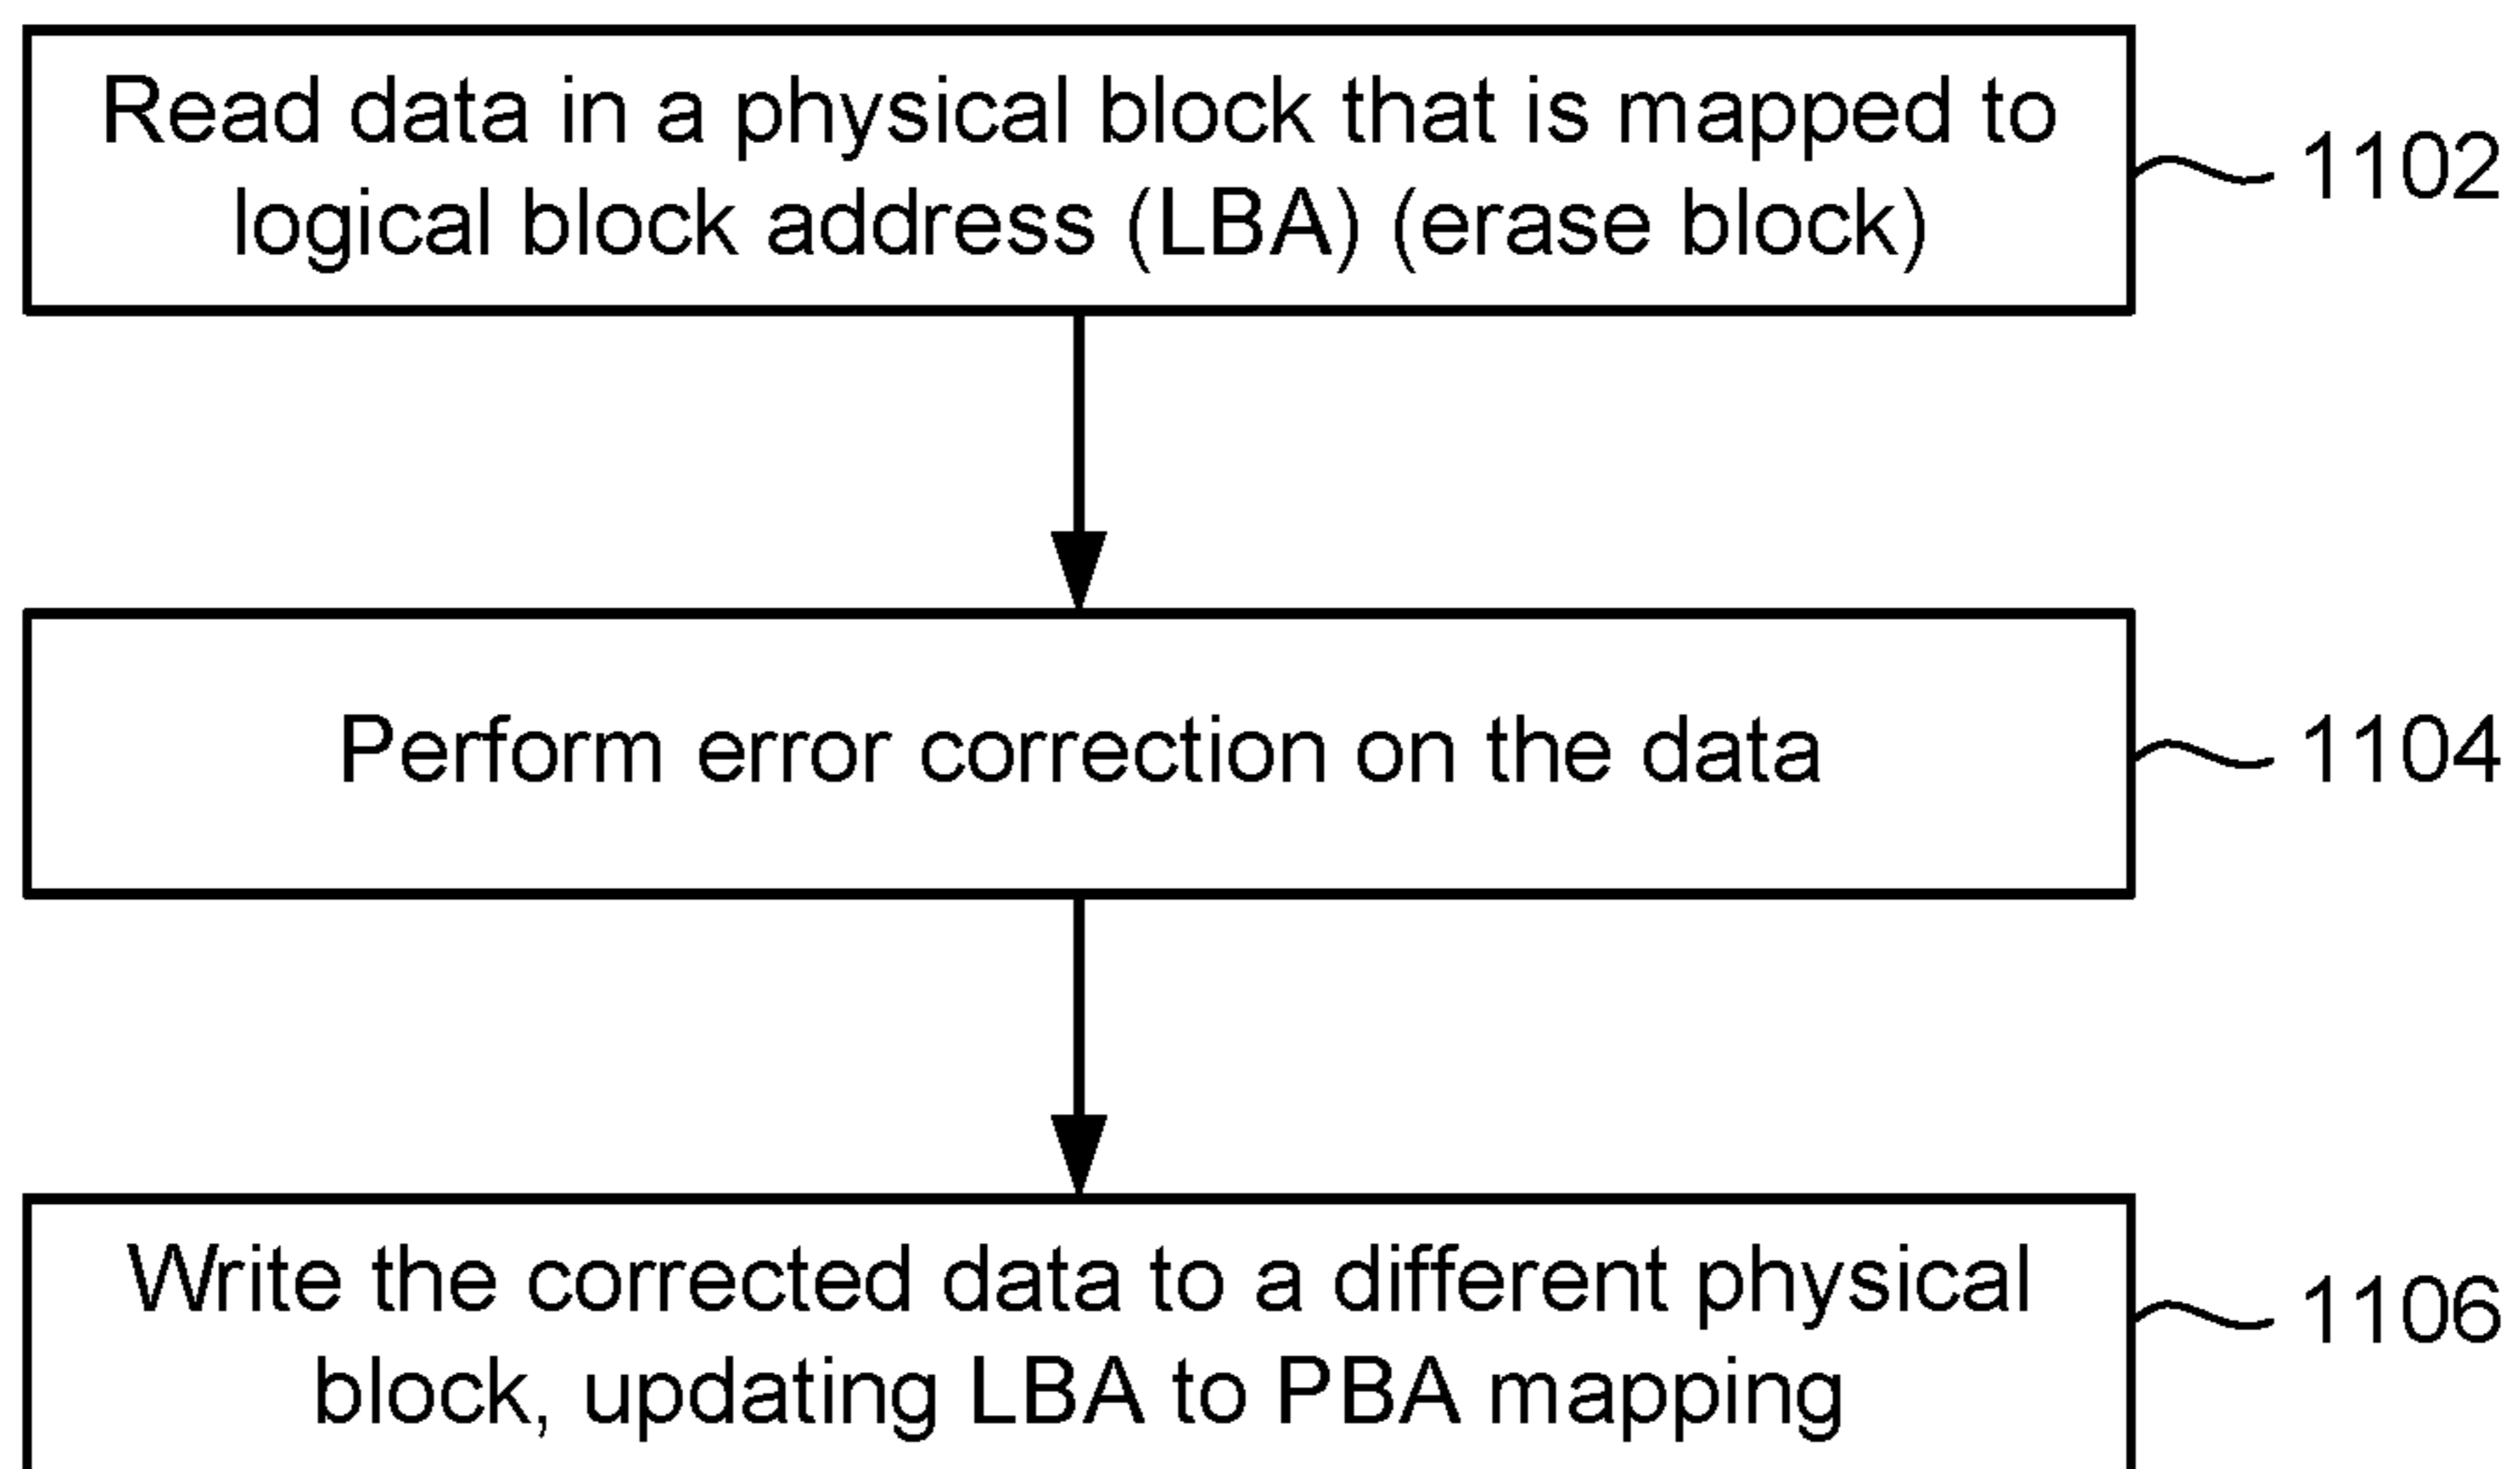 Read data in a physical block that is mapped to
logical block address (LBA) (erase block)
1102
Perform error correction on the data
1104
Write the corrected data to a different physical
block, updating LBA to PBA mapping
1106